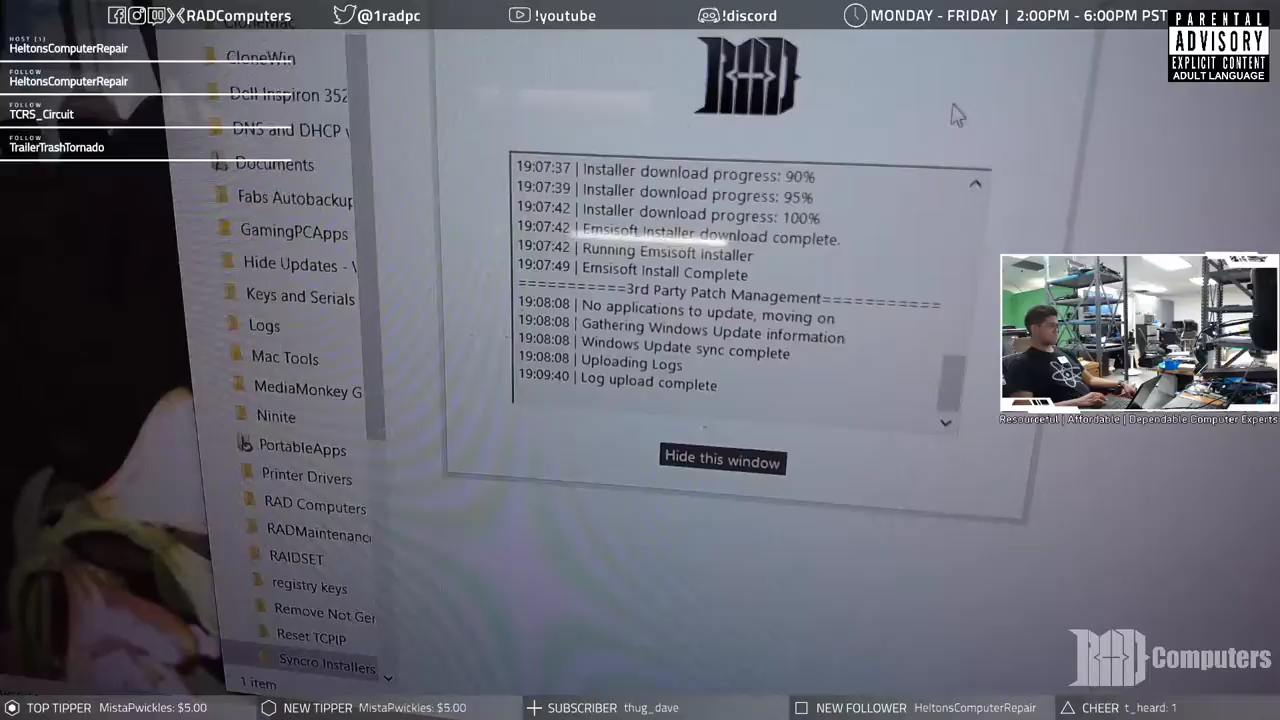 RADComputers
@1radpc
!youtube
!discord
MONDAY - FRIDAY | 2:00PM - 6:00PM PST
PARENTAL
ADVISORY
EXPLICIT CONTENT
ADULT LANGUAGE
HOST [1]
HeltonsComputerRepair
FOLLOW
HeltonsComputerRepair
FOLLOW
TCRS_Circuit
FOLLOW
TrailerTrashTornado
CloneMac
CloneWin
Dell Inspiron 352
DNS and DHCP
Documents
Fabs Autobackup
GamingPCApps
Hide Updates -
Keys and Serials
Logs
Mac Tools
MediaMonkey G
Ninite
PortableApps
Printer Drivers
RAD Computers
RADMaintenanc
RAIDSET
registry keys
Remove Not Ger
Reset TCPIP
Syncro Installers
1 item
RAD
19:07:37 | Installer download progress: 90%
19:07:39 | Installer download progress: 95%
19:07:42 | Installer download progress: 100%
19:07:42 | Emsisoft Installer download complete.
19:07:42 | Running Emsisoft Installer
19:07:49 | Emsisoft Install Complete
===========3rd Party Patch Management===========
19:08:08 | No applications to update, moving on
19:08:08 | Gathering Windows Update information
19:08:08 | Windows Update sync complete
19:08:08 | Uploading Logs
19:09:40 | Log upload complete
Hide this window
Resourceful | Affordable | Dependable Computer Experts
RAD Computers
TOP TIPPER MistaPwickles: $5.00
NEW TIPPER MistaPwickles: $5.00
SUBSCRIBER thug_dave
NEW FOLLOWER HeltonsComputerRepair
CHEER t_heard: 1